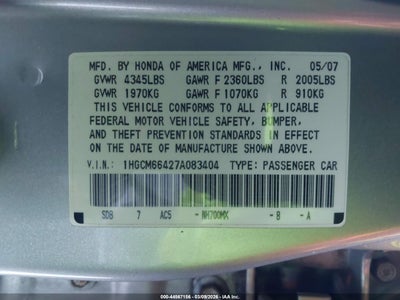 MFD. BY HONDA OF AMERICA MFG., INC. 05/07
GVWR 4345LBS GAWR F 2360LBS R 2005LBS
GVWR 1970KG GAWR F 1070KG R 910KG
THIS VEHICLE CONFORMS TO ALL APPLICABLE
FEDERAL MOTOR VEHICLE SAFETY, BUMPER,
AND THEFT PREVENTION STANDARDS IN EFFECT
ON THE DATE OF MANUFACTURE SHOWN ABOVE.
V.I.N.: 1HGCM66427A083404 TYPE: PASSENGER CAR
SDB 7 AC5 -NH700MX -B -A
000-44567156 - 03/09/2026 - IAA INC.